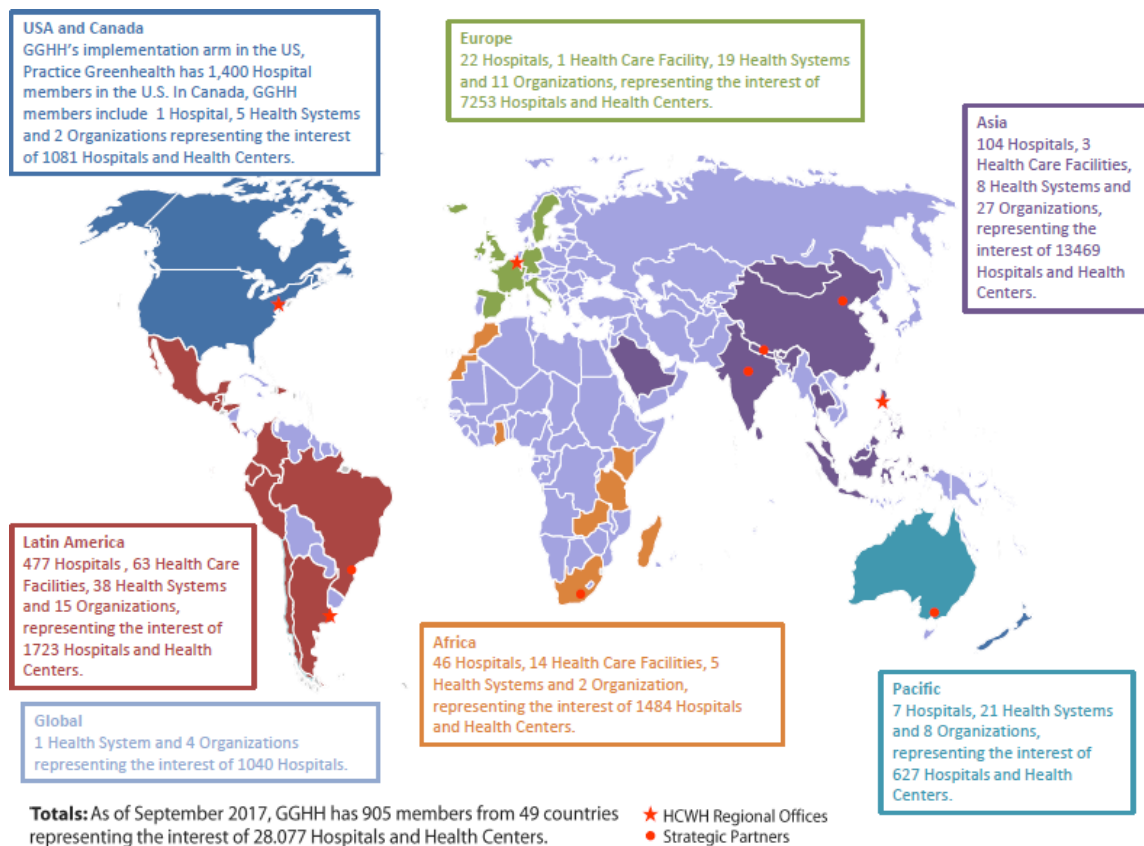 USA and Canada
GGHH's implementation arm in the US,
Practice Greenhealth has 1,400 Hospital
members in the U.S. In Canada, GGHH
members include  1 Hospital, 5 Health Systems
and 2 Organizations representing the interest
of 1081 Hospitals and Health Centers.
Europe
22 Hospitals, 1 Health Care Facility, 19 Health Systems
and 11 Organizations, representing the interest of
7253 Hospitals and Health Centers.
Asia
104 Hospitals, 3
Health Care Facilities,
8 Health Systems and
27 Organizations,
representing the
interest of 13469
Hospitals and Health
Centers.
Latin America
477 Hospitals , 63 Health Care
Facilities, 38 Health Systems
and 15 Organizations,
representing the interest of
1723 Hospitals and Health
Centers.
Africa
46 Hospitals, 14 Health Care Facilities, 5
Health Systems and 2 Organization,
representing the interest of 1484 Hospitals
and Health Centers.
Pacific
7 Hospitals, 21 Health Systems
and 8 Organizations,
representing the interest of
627 Hospitals and Health
Centers.
Global
1 Health System and 4 Organizations
representing the interest of 1040 Hospitals.
Totals: As of September 2017, GGHH has 905 members from 49 countries
representing the interest of 28.077 Hospitals and Health Centers.
HCWH Regional Offices
Strategic Partners